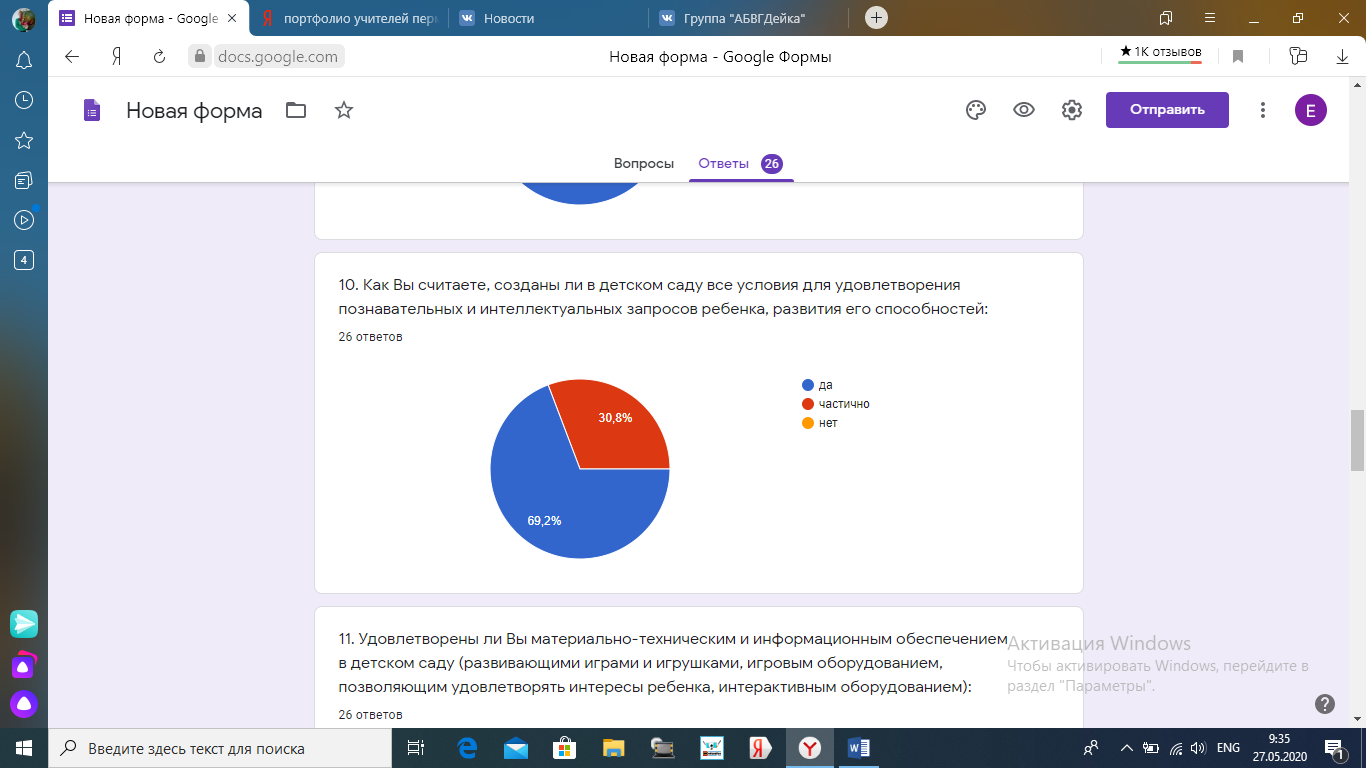 Новая форма - Google
портфолио учителей пер
Новости
Группа "АБВГДейка"
Я
docs.google.com
Новая форма - Google Формы
★ 1К отзывов
Новая форма
Отправить
E
Вопросы
Ответы 26
10. Как Вы считаете, созданы ли в детском саду все условия для удовлетворения
познавательных и интеллектуальных запросов ребенка, развития его способностей:
26 ответов
да
частично
нет
30,8%
69,2%
11. Удовлетворены ли Вы материально-техническим и информационным обеспечением
в детском саду (развивающими играми и игрушками, игровым оборудованием,
позволяющим удовлетворять интересы ребенка, интерактивным оборудованием):
26 ответов
Активация Windows
Чтобы активировать Windows, перейдите в
раздел "Параметры".
4
Введите здесь текст для поиска
ENG
9:35
27.05.2020
1